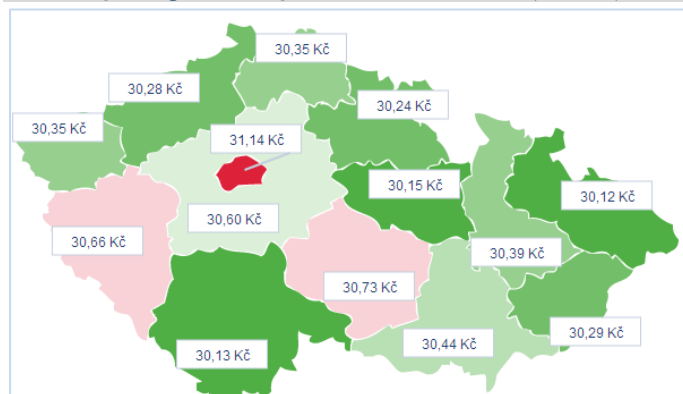 30,35 Kč
30,28 Kč
30,24 Kč
30,35 Kč
31,14 Kč
30,15 Kč
30,12 Kč
30,60 Kč
30,66 Kč
30,39 Kč
30,73 Kč
30,29 Kč
30,44 Kč
30,13 Kč